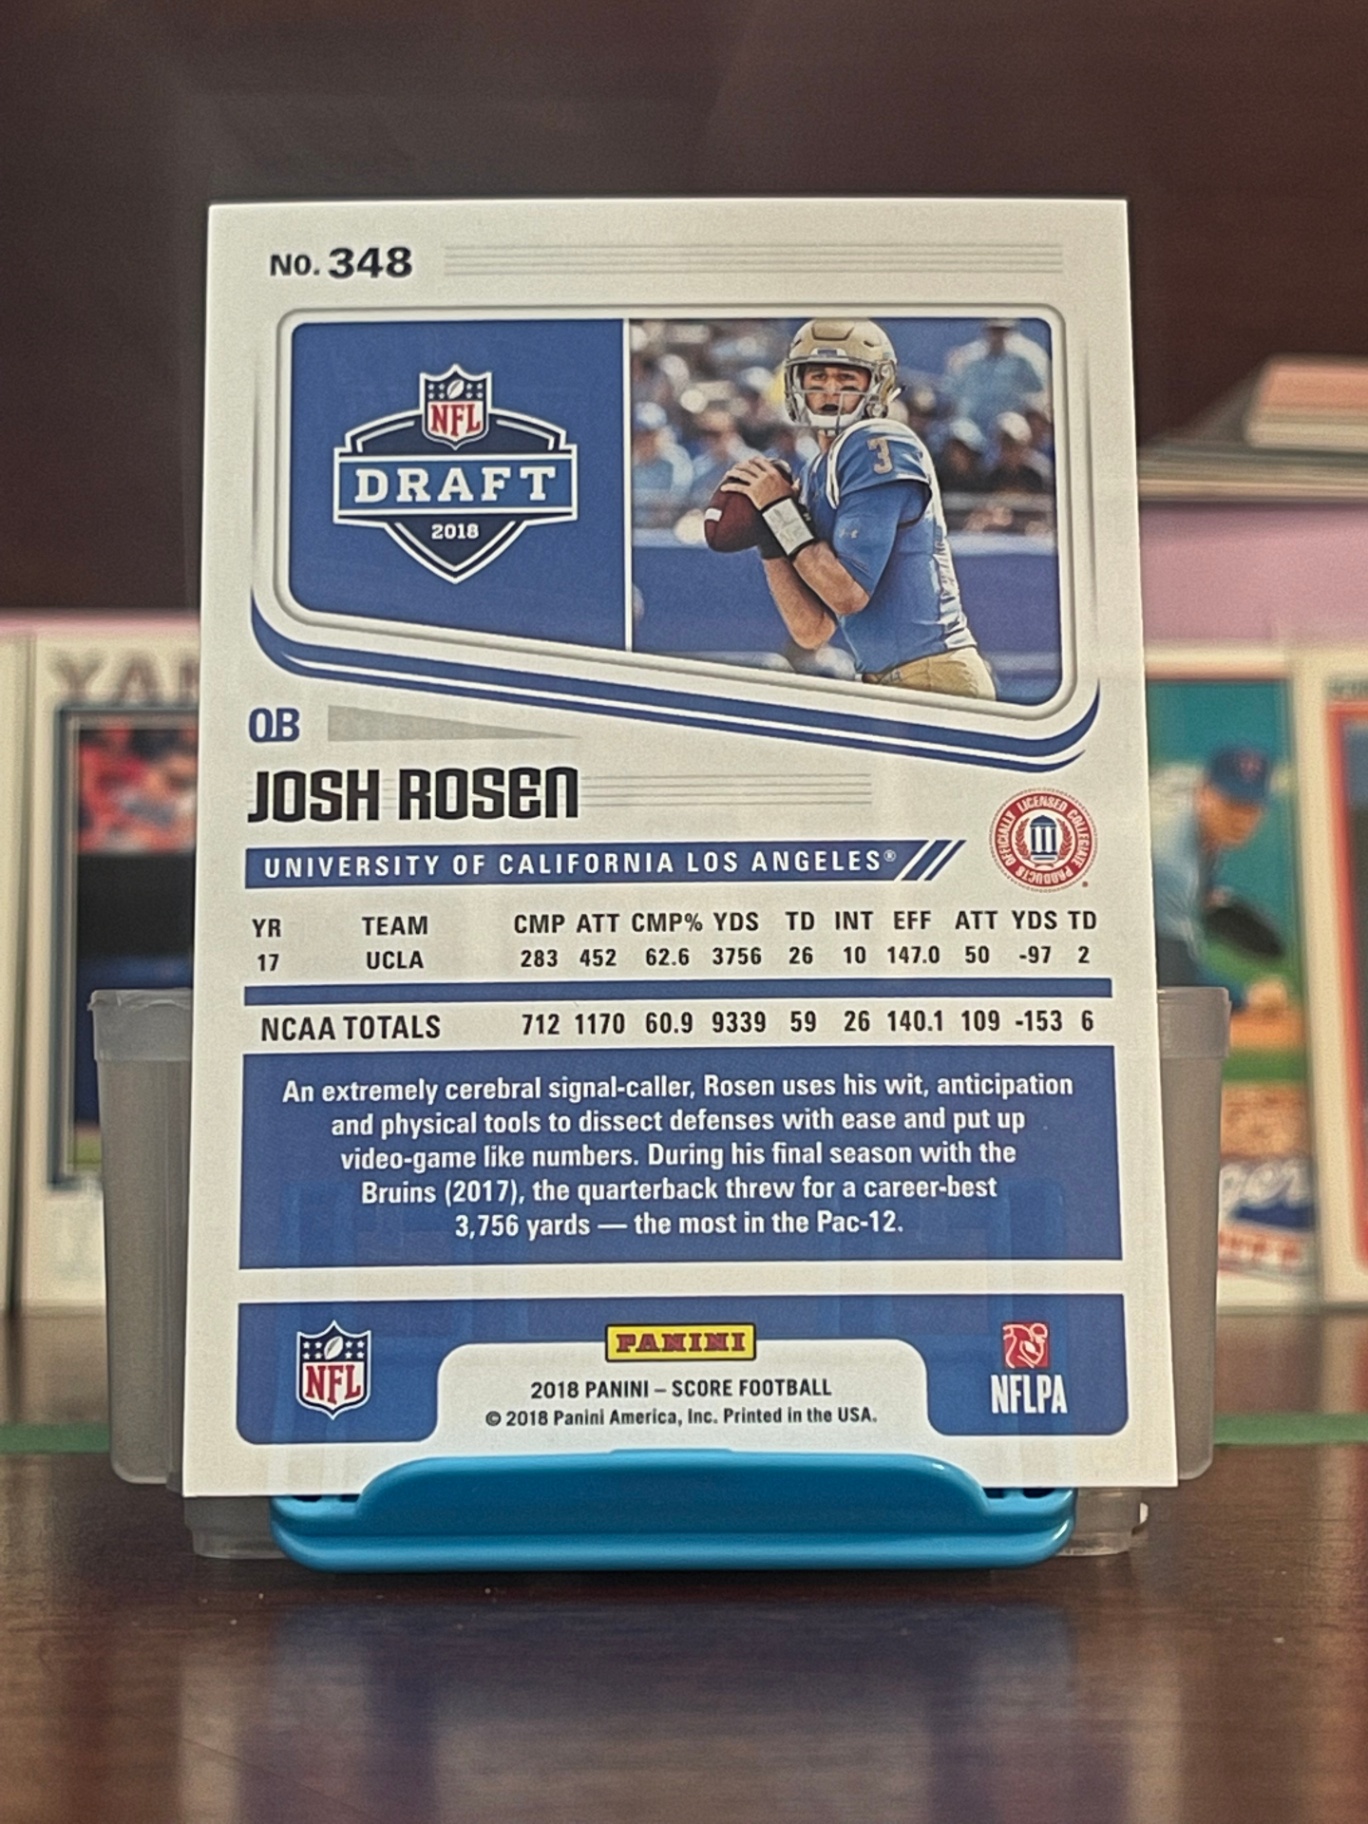 No. 348
NFL
DRAFT
2018
3
QB
JOSH ROSEN
OFFICIALLY LICENSED COLLEGIATE PRODUCTS
UNIVERSITY OF CALIFORNIA LOS ANGELES®
YR TEAM CMP ATT CMP% YDS TD INT EFF ATT YDS TD
17 UCLA 283 452 62.6 3756 26 10 147.0 50 -97 2
NCAA TOTALS 712 1170 60.9 9339 59 26 140.1 109 -153 6
An extremely cerebral signal-caller, Rosen uses his wit, anticipation
and physical tools to dissect defenses with ease and put up
video-game like numbers. During his final season with the
Bruins (2017), the quarterback threw for a career-best
3,756 yards — the most in the Pac-12.
NFL
PANINI
2018 PANINI – SCORE FOOTBALL
© 2018 Panini America, Inc. Printed in the USA.
NFLPA